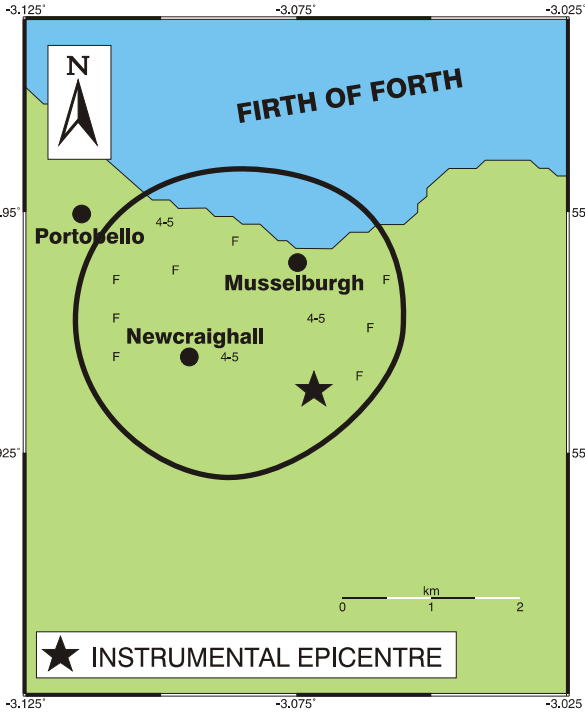 -3.125° -3.075° -3.025°
N
FIRTH OF FORTH
.95° 55
Portobello
4-5
F
F
F
Musselburgh
F
F
4-5
F
Newcraighall
F
4-5
F
925° 55
km
0 1 2
INSTRUMENTAL EPICENTRE
-3.125° -3.075° -3.025°